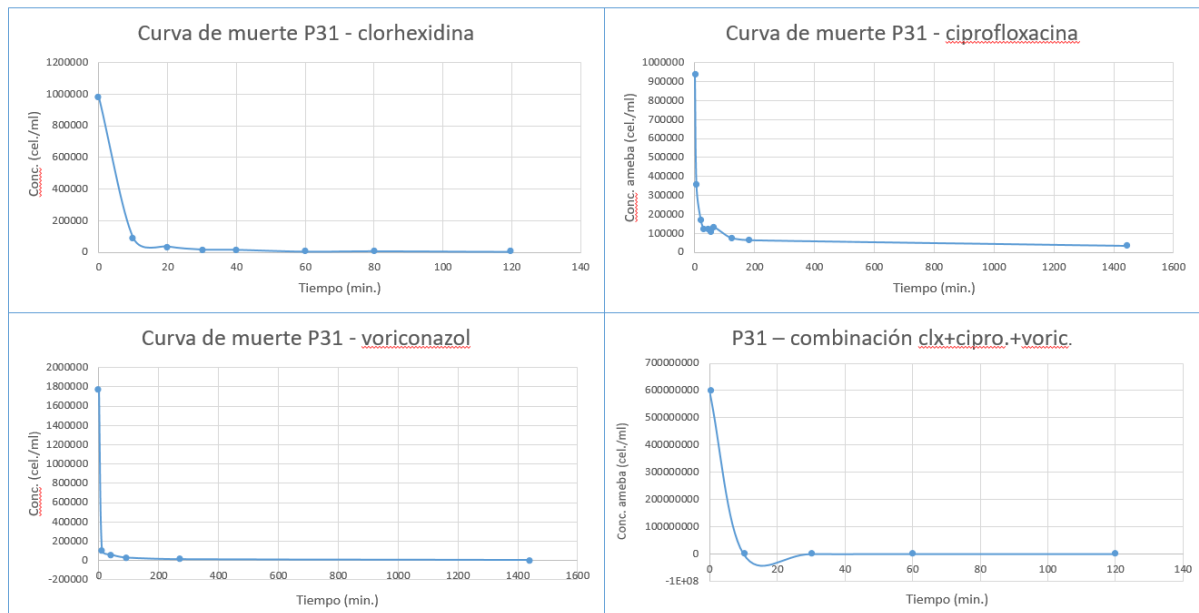 Curva de muerte P31 - clorhexidina
1200000
1000000
800000
600000
400000
200000
0
0 20 40 60 80 100 120 140
Conc. (cel./ml)
Tiempo (min.)
Curva de muerte P31 - ciprofloxacina
1000000
900000
800000
700000
600000
500000
400000
300000
200000
100000
0
0 200 400 600 800 1000 1200 1400 1600
Conc. ameba (cel./ml)
Tiempo (min.)
Curva de muerte P31 - voriconazol
2000000
1800000
1600000
1400000
1200000
1000000
800000
600000
400000
200000
0
-200000
0 200 400 600 800 1000 1200 1400 1600
Conc. (cel./ml)
Tiempo (min.)
P31 – combinación clx+cipro.+voric.
700000000
600000000
500000000
400000000
300000000
200000000
100000000
0
-1E+08
0 20 40 60 80 100 120 140
Conc. ameba (cel./ml)
Tiempo (min.)